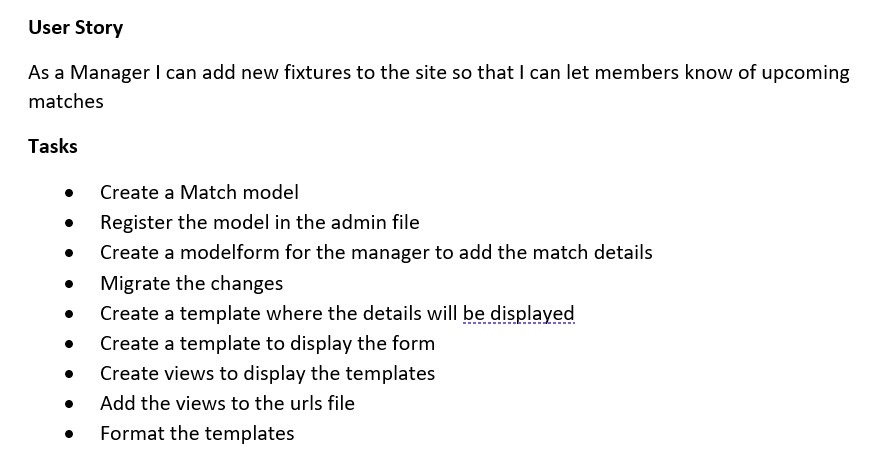 User Story
As a Manager I can add new fixtures to the site so that I can let members know of upcoming
matches
Tasks
• Create a Match model
• Register the model in the admin file
• Create a modelform for the manager to add the match details
• Migrate the changes
• Create a template where the details will be displayed
• Create a template to display the form
• Create views to display the templates
• Add the views to the urls file
• Format the templates